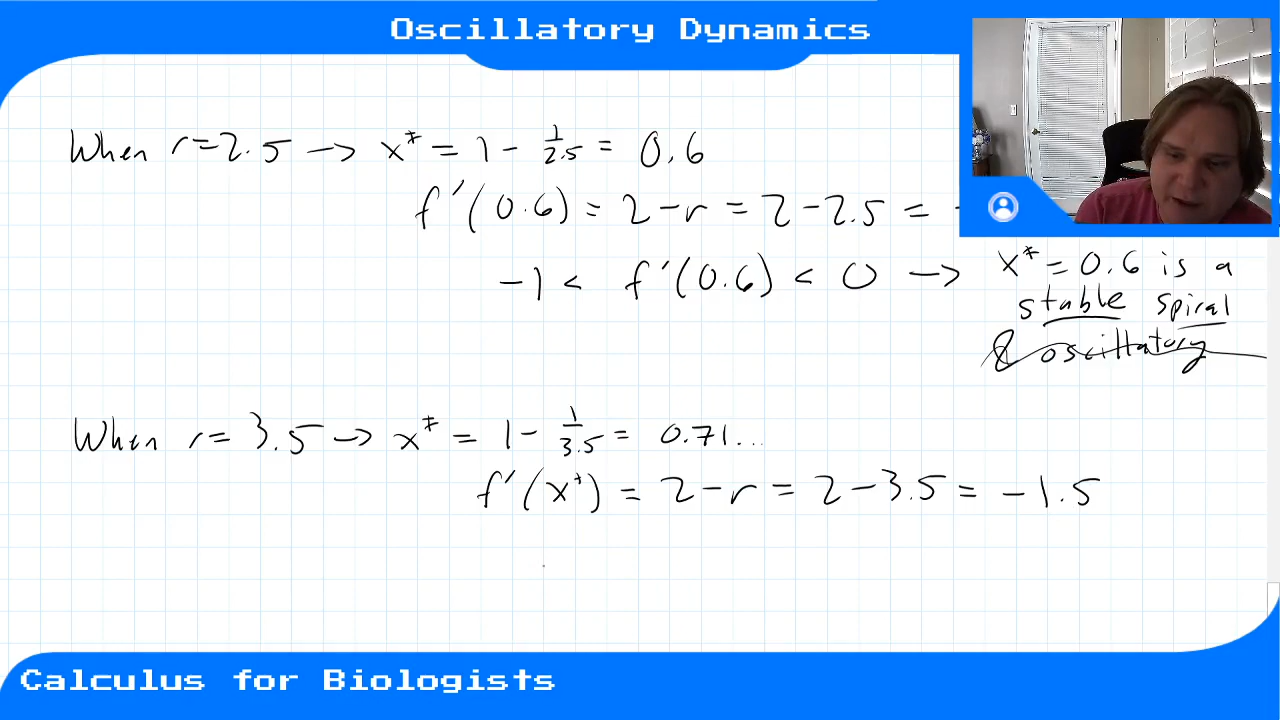 Oscillatory Dynamics
When r=2.5 → x* = 1 - 1/2.5 = 0.6
f'(0.6) = 2-r = 2-2.5 = -
-1 < f'(0.6) < 0 → x* = 0.6 is a
stable spiral
& oscillatory
When r= 3.5 → x* = 1 - 1/3.5 = 0.71...
f'(x*) = 2-r = 2-3.5 = -1.5
Calculus for Biologists